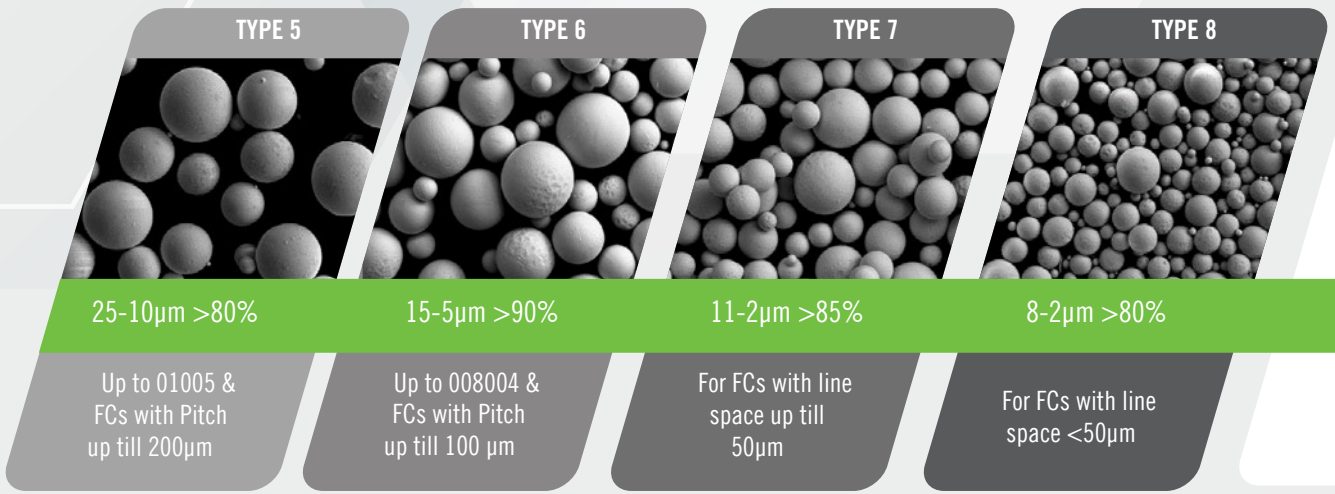 TYPE 5
TYPE 6
TYPE 7
TYPE 8
25-10µm >80%
15-5µm >90%
11-2µm >85%
8-2µm >80%
Up to 01005 &
FCs with Pitch
up till 200µm
Up to 008004 &
FCs with Pitch
up till 100 µm
For FCs with line
space up till
50µm
For FCs with line
space <50µm